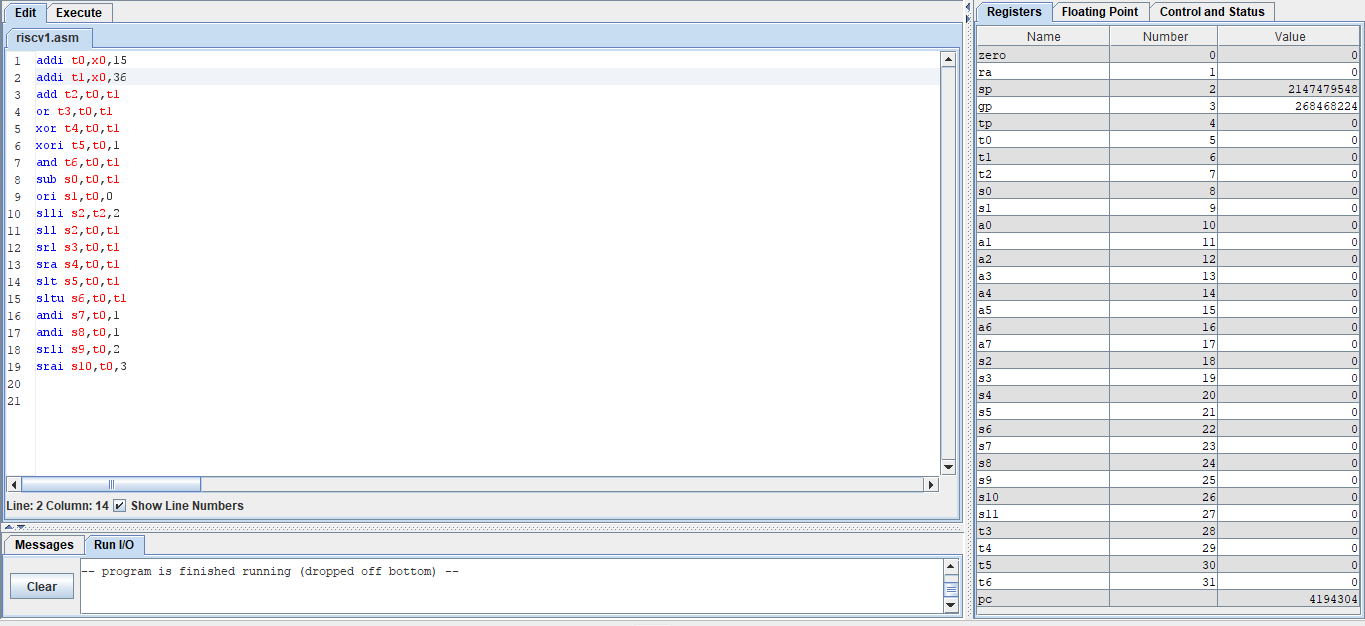 Edit Execute
riscv1.asm
1 addi t0,x0,15
2 addi t1,x0,36
3 add t2,t0,t1
4 or t3,t0,t1
5 xor t4,t0,t1
6 xori t5,t0,1
7 and t6,t0,t1
8 sub s0,t0,t1
9 ori s1,t0,0
10 slli s2,t2,2
11 sll s2,t0,t1
12 srl s3,t0,t1
13 sra s4,t0,t1
14 slt s5,t0,t1
15 sltu s6,t0,t1
16 andi s7,t0,1
17 andi s8,t0,1
18 srli s9,t0,2
19 srai s10,t0,3
20
21
Line: 2 Column: 14 Show Line Numbers
Messages Run I/O
Clear
-- program is finished running (dropped off bottom) --
Registers Floating Point Control and Status
Name Number Value
zero 0 0
ra 1 0
sp 2 2147479548
gp 3 268468224
tp 4 0
t0 5 0
t1 6 0
t2 7 0
s0 8 0
s1 9 0
a0 10 0
a1 11 0
a2 12 0
a3 13 0
a4 14 0
a5 15 0
a6 16 0
a7 17 0
s2 18 0
s3 19 0
s4 20 0
s5 21 0
s6 22 0
s7 23 0
s8 24 0
s9 25 0
s10 26 0
s11 27 0
t3 28 0
t4 29 0
t5 30 0
t6 31 0
pc 4194304